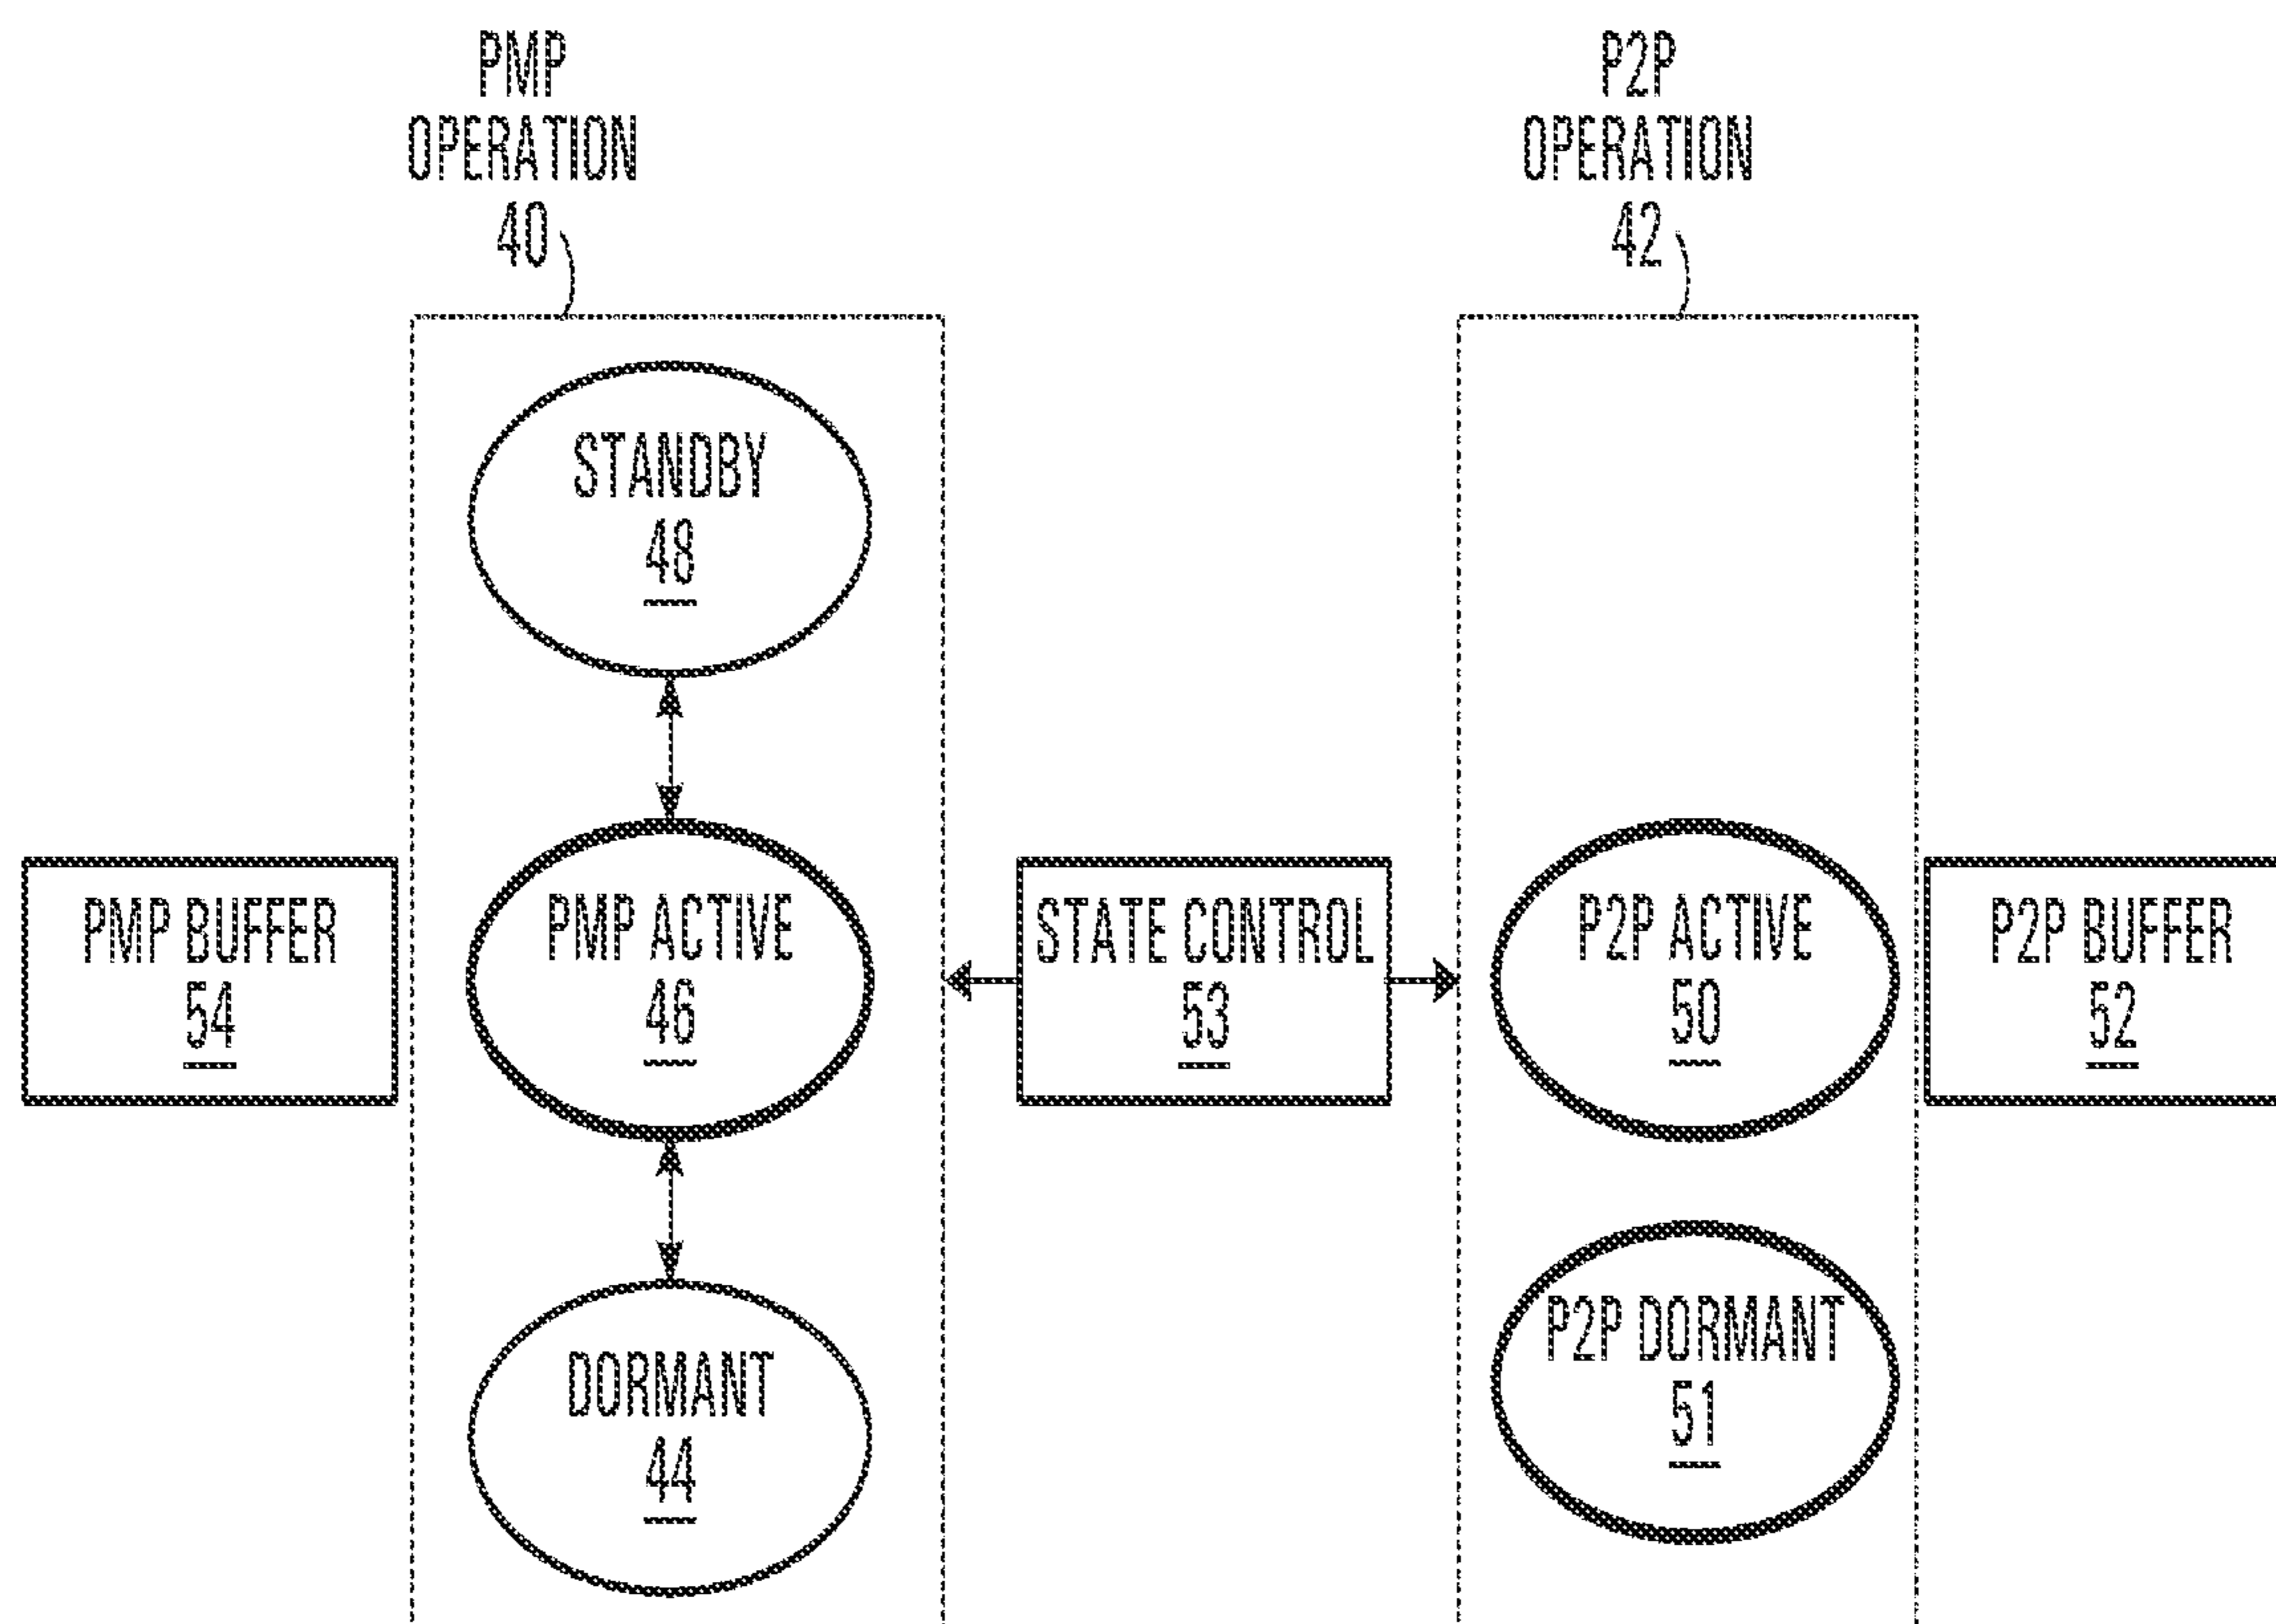 PMP
OPERATION
40
P2P
OPERATION
42
STANDBY
48
PMP BUFFER
54
PMP ACTIVE
46
STATE CONTROL
53
P2P ACTIVE
50
P2P BUFFER
52
DORMANT
44
P2P DORMANT
51